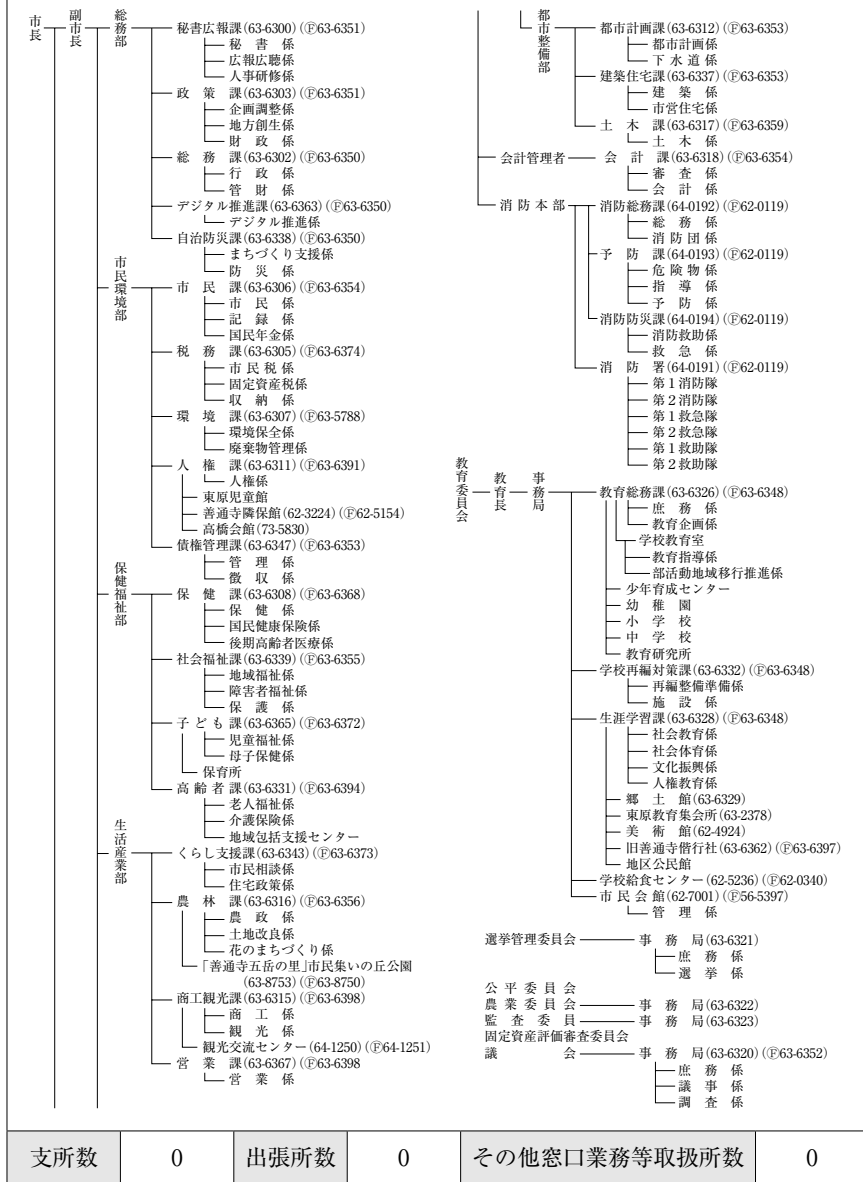 市長
副市長
総務部
秘書広報課(63-6300)(Ⓕ63-6351)
秘書係
広報広聴係
人事研修係
政策課(63-6303)(Ⓕ63-6351)
企画調整係
地方創生係
財政係
総務課(63-6302)(Ⓕ63-6350)
行政係
管財係
デジタル推進課(63-6363)(Ⓕ63-6350)
デジタル推進係
自治防災課(63-6338)(Ⓕ63-6350)
まちづくり支援係
防災係
市民環境部
市民課(63-6306)(Ⓕ63-6354)
市民係
記録係
国民年金係
税務課(63-6305)(Ⓕ63-6374)
市民税係
固定資産税係
収納係
環境課(63-6307)(Ⓕ63-5788)
環境保全係
廃棄物管理係
人権課(63-6311)(Ⓕ63-6391)
人権係
東原児童館
善通寺隣保館(62-3224)(Ⓕ62-5154)
高橋会館(73-5830)
債権管理課(63-6347)(Ⓕ63-6353)
管理係
徴収係
保健福祉部
保健課(63-6308)(Ⓕ63-6368)
保健係
国民健康保険係
後期高齢者医療係
社会福祉課(63-6339)(Ⓕ63-6355)
地域福祉係
障害者福祉係
保護係
子ども課(63-6365)(Ⓕ63-6372)
児童福祉係
母子保健係
保育所
高齢者課(63-6331)(Ⓕ63-6394)
老人福祉係
介護保険係
地域包括支援センター
生活産業部
くらし支援課(63-6343)(Ⓕ63-6373)
市民相談係
住宅政策係
農林課(63-6316)(Ⓕ63-6356)
農政係
土地改良係
花のまちづくり係
「善通寺五岳の里」市民集いの丘公園
(63-8753)(Ⓕ63-8750)
商工観光課(63-6315)(Ⓕ63-6398)
商工係
観光係
観光交流センター(64-1250)(Ⓕ64-1251)
営業課(63-6367)(Ⓕ63-6398
営業係
都市整備部
都市計画課(63-6312)(Ⓕ63-6353)
都市計画係
下水道係
建築住宅課(63-6337)(Ⓕ63-6353)
建築係
市営住宅係
土木課(63-6317)(Ⓕ63-6359)
土木係
会計管理者 会計課(63-6318)(Ⓕ63-6354)
審査係
会計係
消防本部 消防総務課(64-0192)(Ⓕ62-0119)
総務係
消防団係
予防課(64-0193)(Ⓕ62-0119)
危険物係
指導係
予防係
消防防災課(64-0194)(Ⓕ62-0119)
消防救助係
救急係
消防署(64-0191)(Ⓕ62-0119)
第1消防隊
第2消防隊
第1救急隊
第2救急隊
第1救助隊
第2救助隊
教育委員会
教育長
事務局
教育総務課(63-6326)(Ⓕ63-6348)
庶務係
教育企画係
学校教育室
教育指導係
部活動地域移行推進係
少年育成センター
幼稚園
小学校
中学校
教育研究所
学校再編対策課(63-6332)(Ⓕ63-6348)
再編整備準備係
施設係
生涯学習課(63-6328)(Ⓕ63-6348)
社会教育係
社会体育係
文化振興係
人権教育係
郷土館(63-6329)
東原教育集会所(63-2378)
美術館(62-4924)
旧善通寺偕行社(63-6362)(Ⓕ63-6397)
地区公民館
学校給食センター(62-5236)(Ⓕ62-0340)
市民会館(62-7001)(Ⓕ56-5397)
管理係
選挙管理委員会 事務局(63-6321)
庶務係
選挙係
公平委員会
農業委員会 事務局(63-6322)
監査委員 事務局(63-6323)
固定資産評価審査委員会
議会 事務局(63-6320)(Ⓕ63-6352)
庶務係
議事係
調査係
支所数 0 出張所数 0 その他窓口業務等取扱所数 0